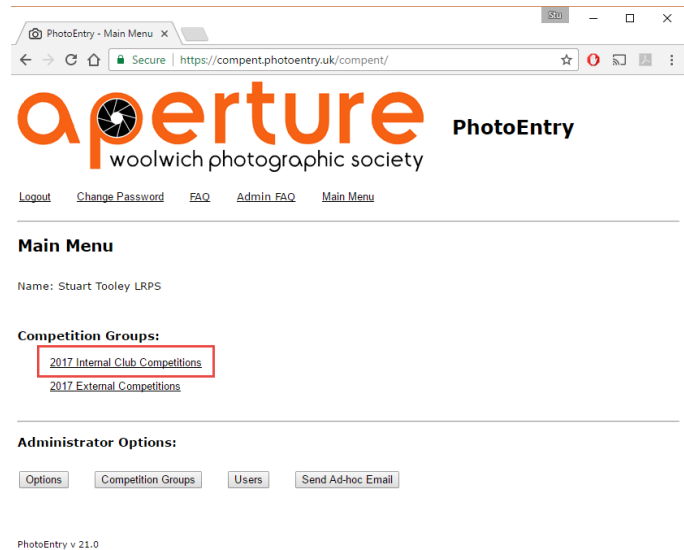 Stu
PhotoEntry - Main Menu
Secure | https://compent.photoentry.uk/compent/
aperture
woolwich photographic society
PhotoEntry
Logout Change Password FAQ Admin FAQ Main Menu
Main Menu
Name: Stuart Tooley LRPS
Competition Groups:
2017 Internal Club Competitions
2017 External Competitions
Administrator Options:
Options Competition Groups Users Send Ad-hoc Email
PhotoEntry v 21.0